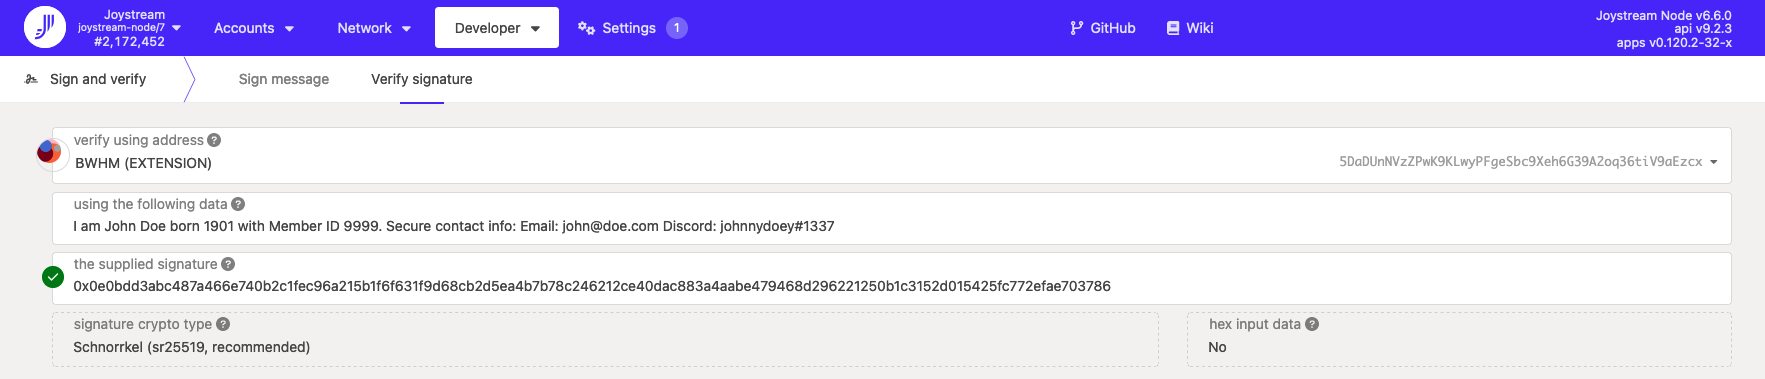 Joystream
joystream-node/7
#2,172,452
Accounts
Network
Developer
Settings
1
GitHub
Wiki
Joystream Node v6.6.0
api v9.2.3
apps v0.120.2-32-x
Sign and verify
Sign message
Verify signature
verify using address ?
BWHM (EXTENSION)
5DaDUnNVzZPwK9KLwyPFgeSbc9Xeh6G39A2oq36tiV9aEzcx
using the following data ?
I am John Doe born 1901 with Member ID 9999. Secure contact info: Email: john@doe.com Discord: johnnydoey#1337
the supplied signature ?
0x0e0bdd3abc487a466e740b2c1fec96a215b1f6f631f9d68cb2d5ea4b7b78c246212ce40dac883a4aabe479468d296221250b1c3152d015425fc772efae703786
signature crypto type ?
Schnorrkel (sr25519, recommended)
hex input data ?
No